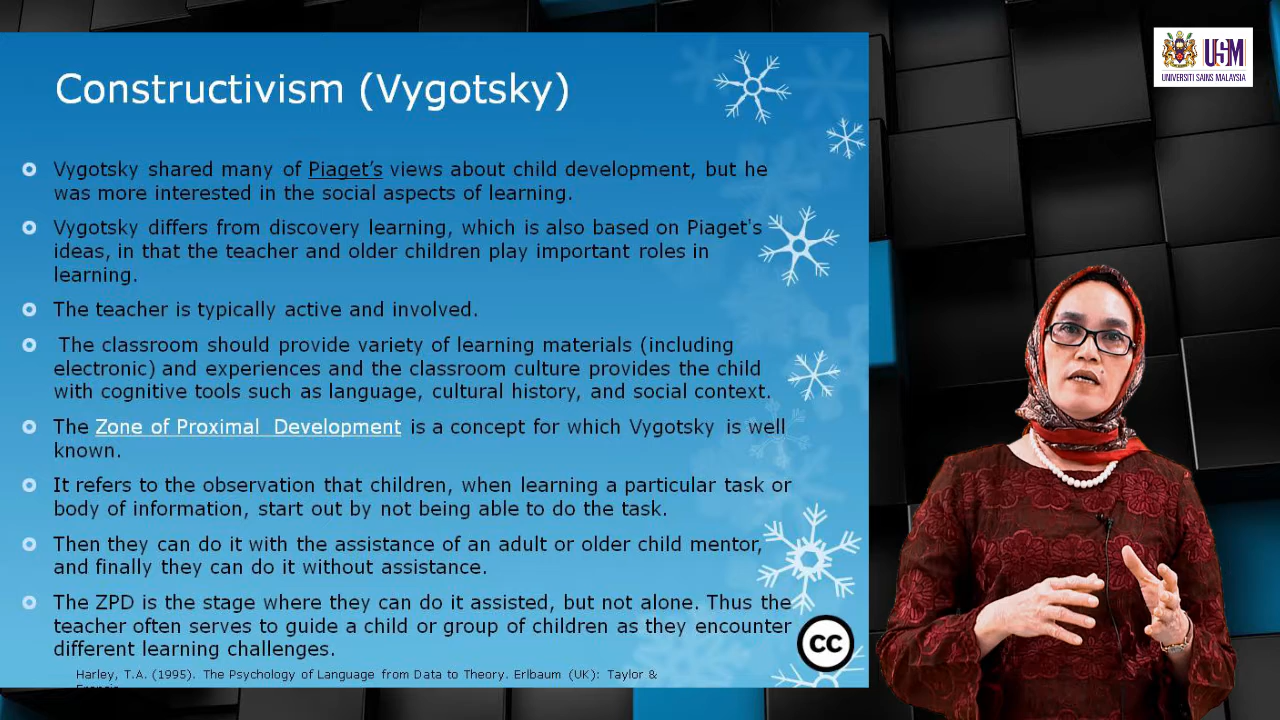 USM
UNIVERSITI SAINS MALAYSIA
Constructivism (Vygotsky)
Vygotsky shared many of Piaget’s views about child development, but he
was more interested in the social aspects of learning.
Vygotsky differs from discovery learning, which is also based on Piaget's
ideas, in that the teacher and older children play important roles in
learning.
The teacher is typically active and involved.
The classroom should provide variety of learning materials (including
electronic) and experiences and the classroom culture provides the child
with cognitive tools such as language, cultural history, and social context.
The Zone of Proximal Development is a concept for which Vygotsky is well
known.
It refers to the observation that children, when learning a particular task or
body of information, start out by not being able to do the task.
Then they can do it with the assistance of an adult or older child mentor,
and finally they can do it without assistance.
The ZPD is the stage where they can do it assisted, but not alone. Thus the
teacher often serves to guide a child or group of children as they encounter
different learning challenges.
cc
Harley, T.A. (1995). The Psychology of Language from Data to Theory. Erlbaum (UK): Taylor &